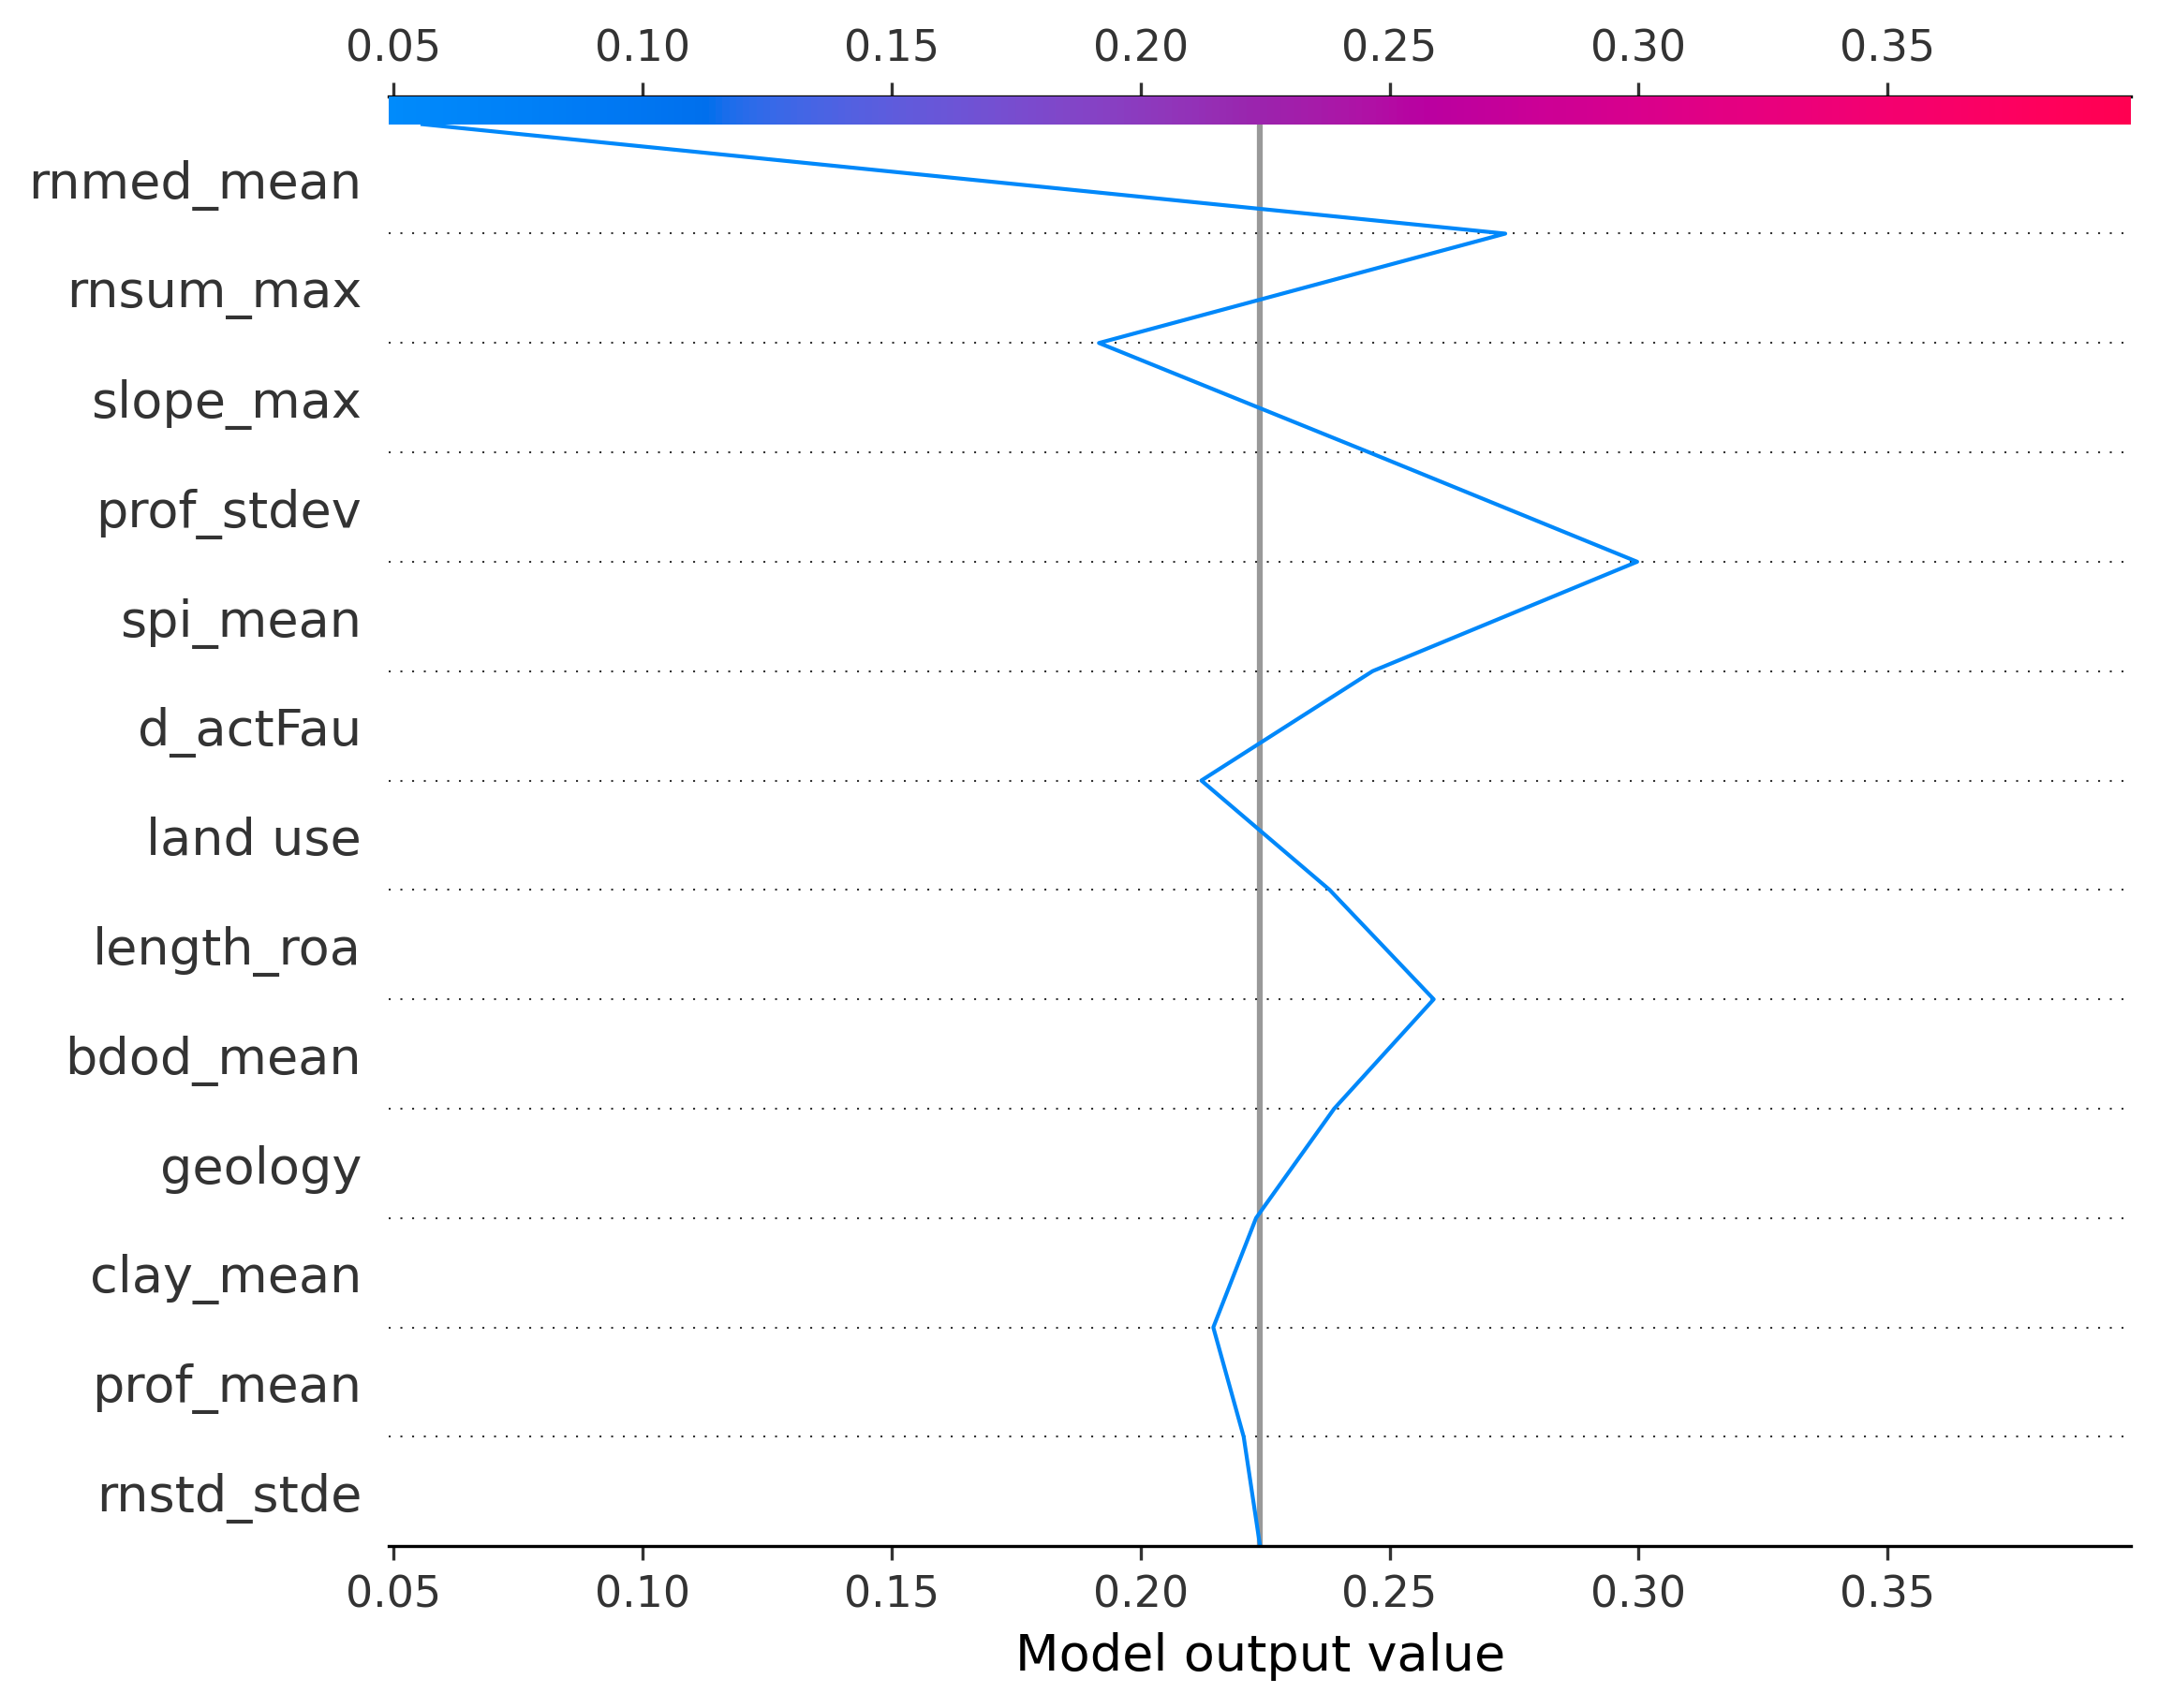 0.05 0.10 0.15 0.20 0.25 0.30 0.35
rnmed_mean
rnsum_max
slope_max
prof_stdev
spi_mean
d_actFau
land use
length_roa
bdod_mean
geology
clay_mean
prof_mean
rnstd_stde
0.05 0.10 0.15 0.20 0.25 0.30 0.35
Model output value